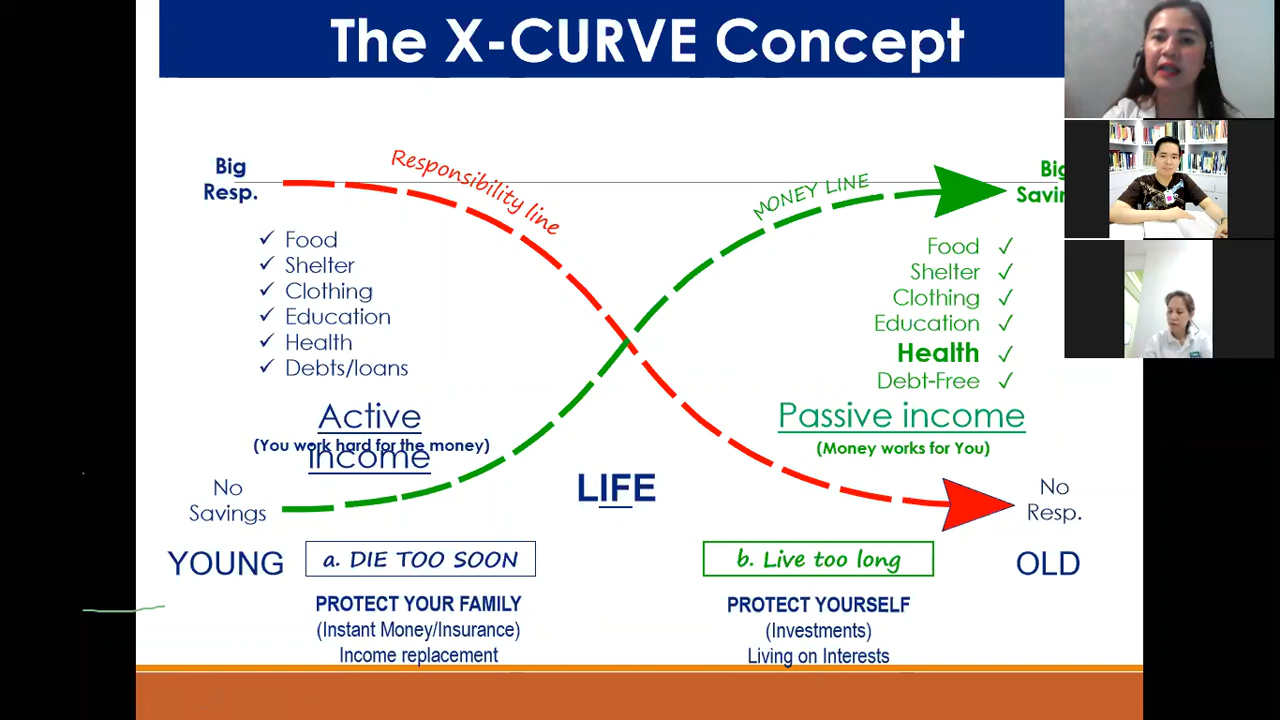 The X-CURVE Concept
Big
Resp.
Responsibility line
MONEY LINE
✓ Food
✓ Shelter
✓ Clothing
✓ Education
✓ Health
✓ Debts/loans
Food ✓
Shelter ✓
Clothing ✓
Education ✓
Health ✓
Debt-Free ✓
Active
income
(You work hard for the money)
Passive income
(Money works for You)
No
Savings
LIFE
No
Resp.
YOUNG
a. DIE TOO SOON
b. Live too long
OLD
PROTECT YOUR FAMILY
(Instant Money/Insurance)
Income replacement
PROTECT YOURSELF
(Investments)
Living on Interests